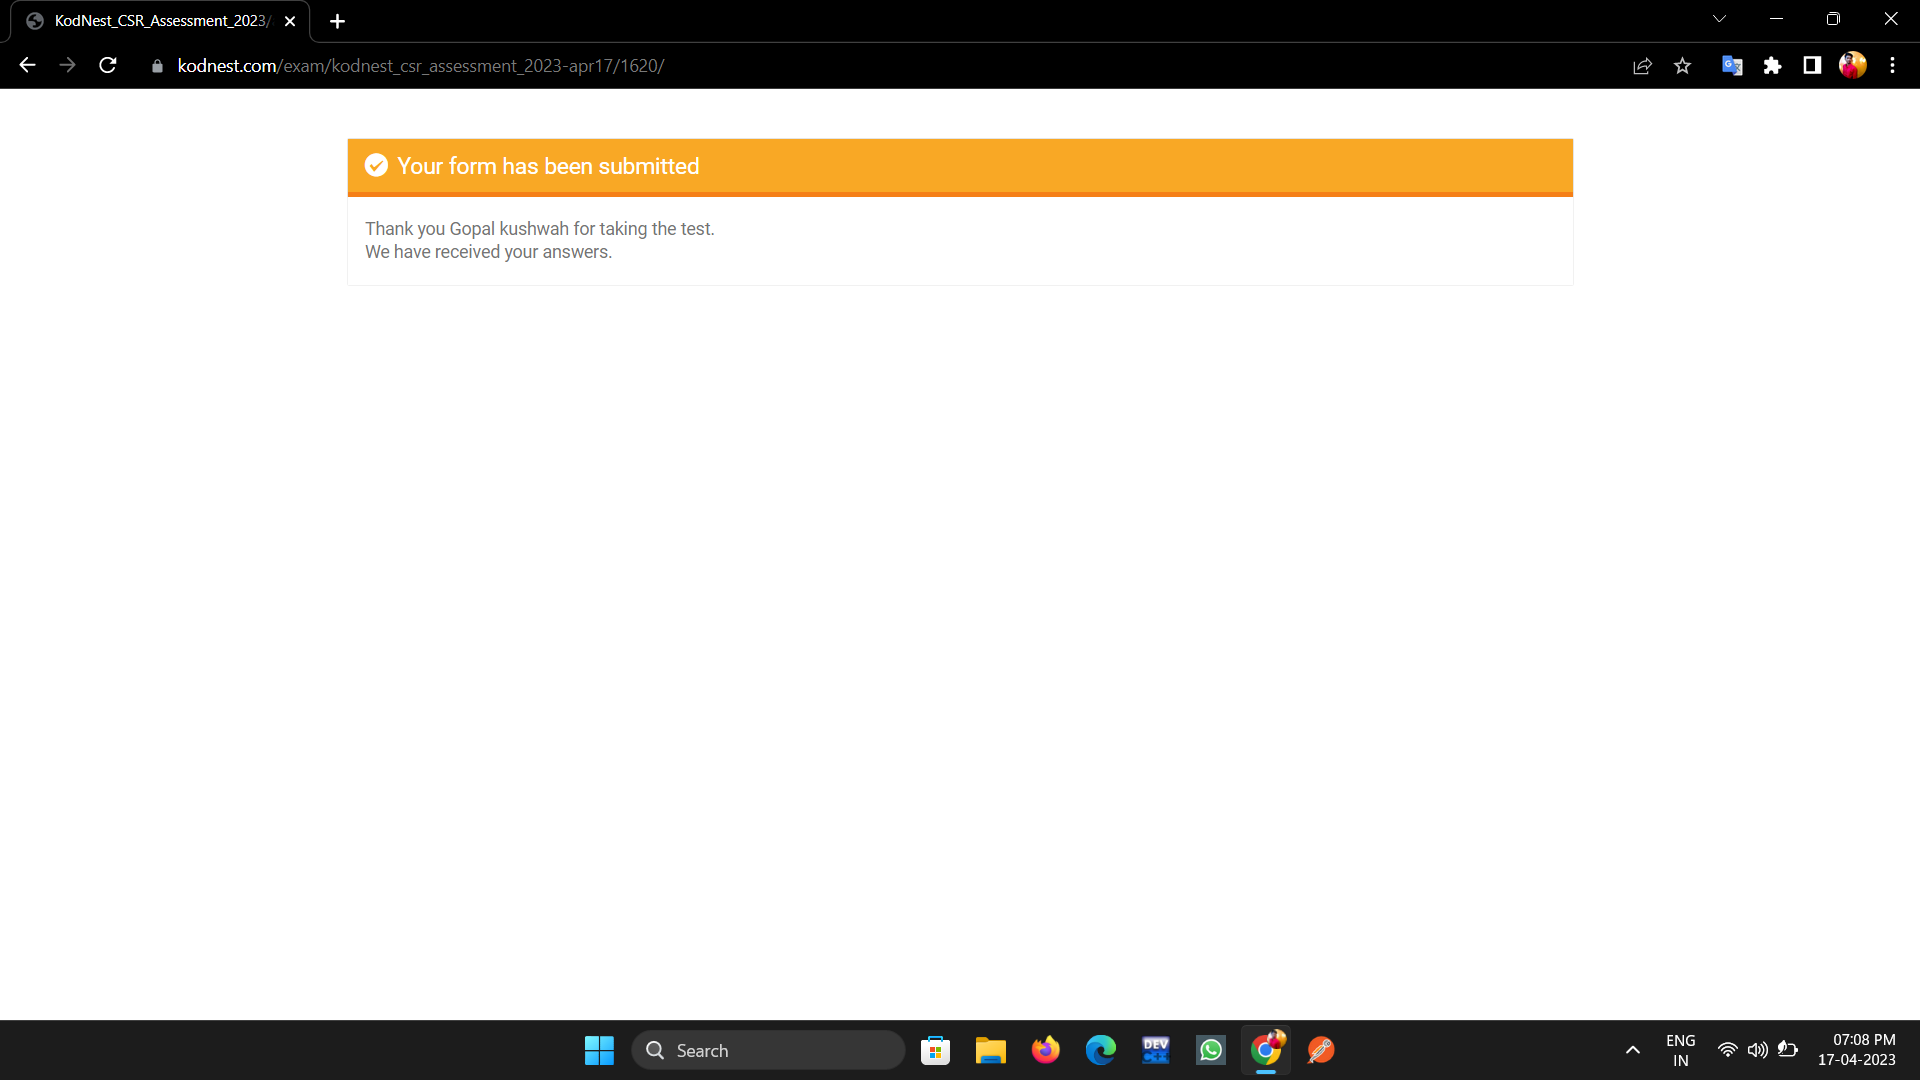 KodNest_CSR_Assessment_2023/
kodnest.com/exam/kodnest_csr_assessment_2023-apr17/1620/
Your form has been submitted
Thank you Gopal kushwah for taking the test.
We have received your answers.
Search
DEV
ENG
IN
07:08 PM
17-04-2023